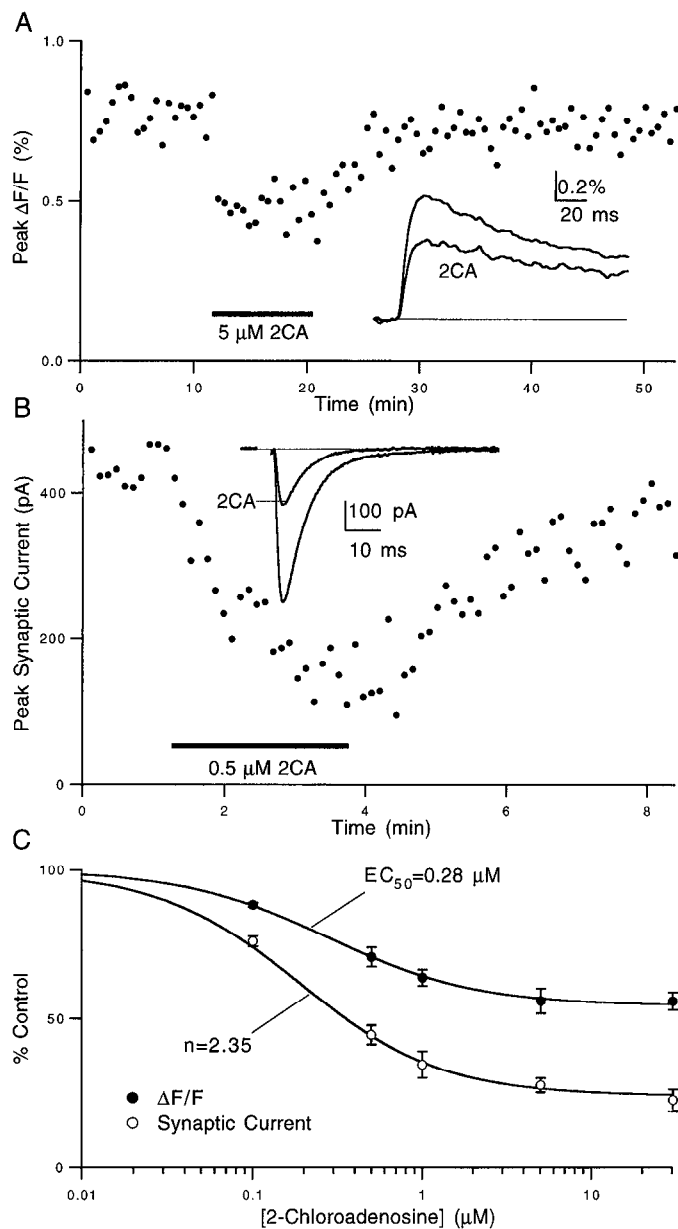 A
1.0
0.5
0.0
Peak ΔF/F (%)
0.2%
20 ms
2CA
5 μM 2CA
0
10
20
30
40
50
Time (min)
B
400
200
0
Peak Synaptic Current (pA)
2CA
100 pA
10 ms
0.5 μM 2CA
0
2
4
6
8
Time (min)
C
100
50
0
% Control
EC50=0.28 μM
n=2.35
ΔF/F
Synaptic Current
0.01
0.1
1
10
[2-Chloroadenosine] (μM)